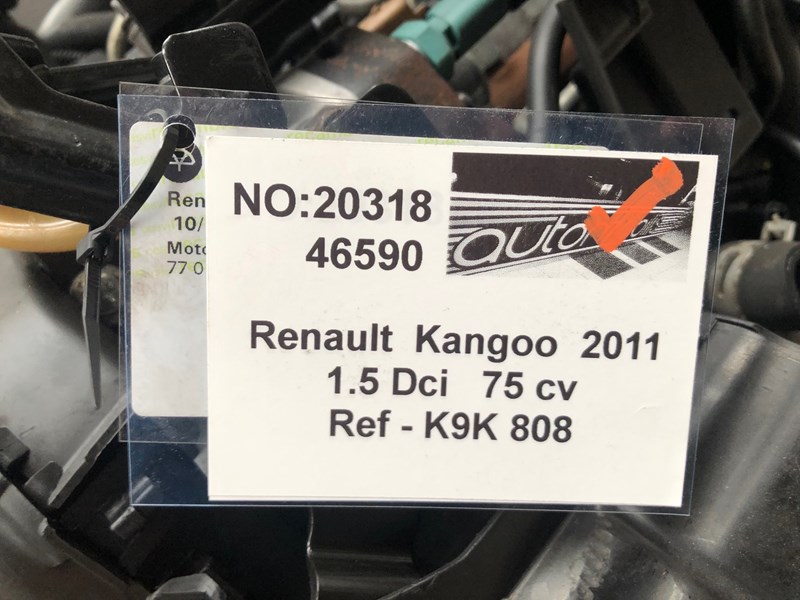 NO:20318
46590
Renault Kangoo 2011
1.5 Dci 75 cv
Ref - K9K 808
Ren
10/
Moto
77 0